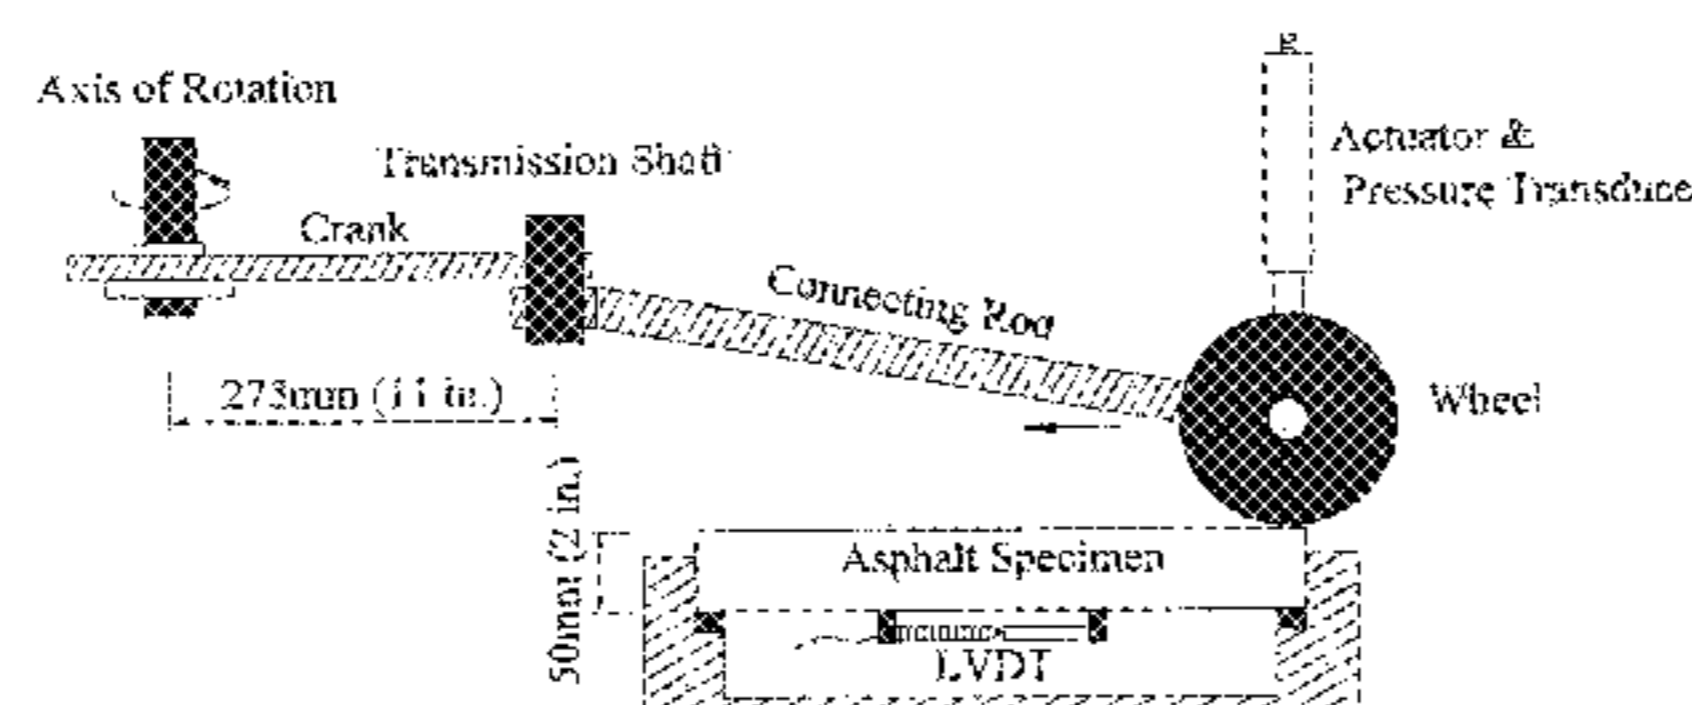 Axis of Rotation
Transmission Shaft
Crank
Connecting Rod
Actuator &
Pressure Transduce
Wheel
273mm (11 in.)
50mm (2 in.)
Asphalt Specimen
LVDT